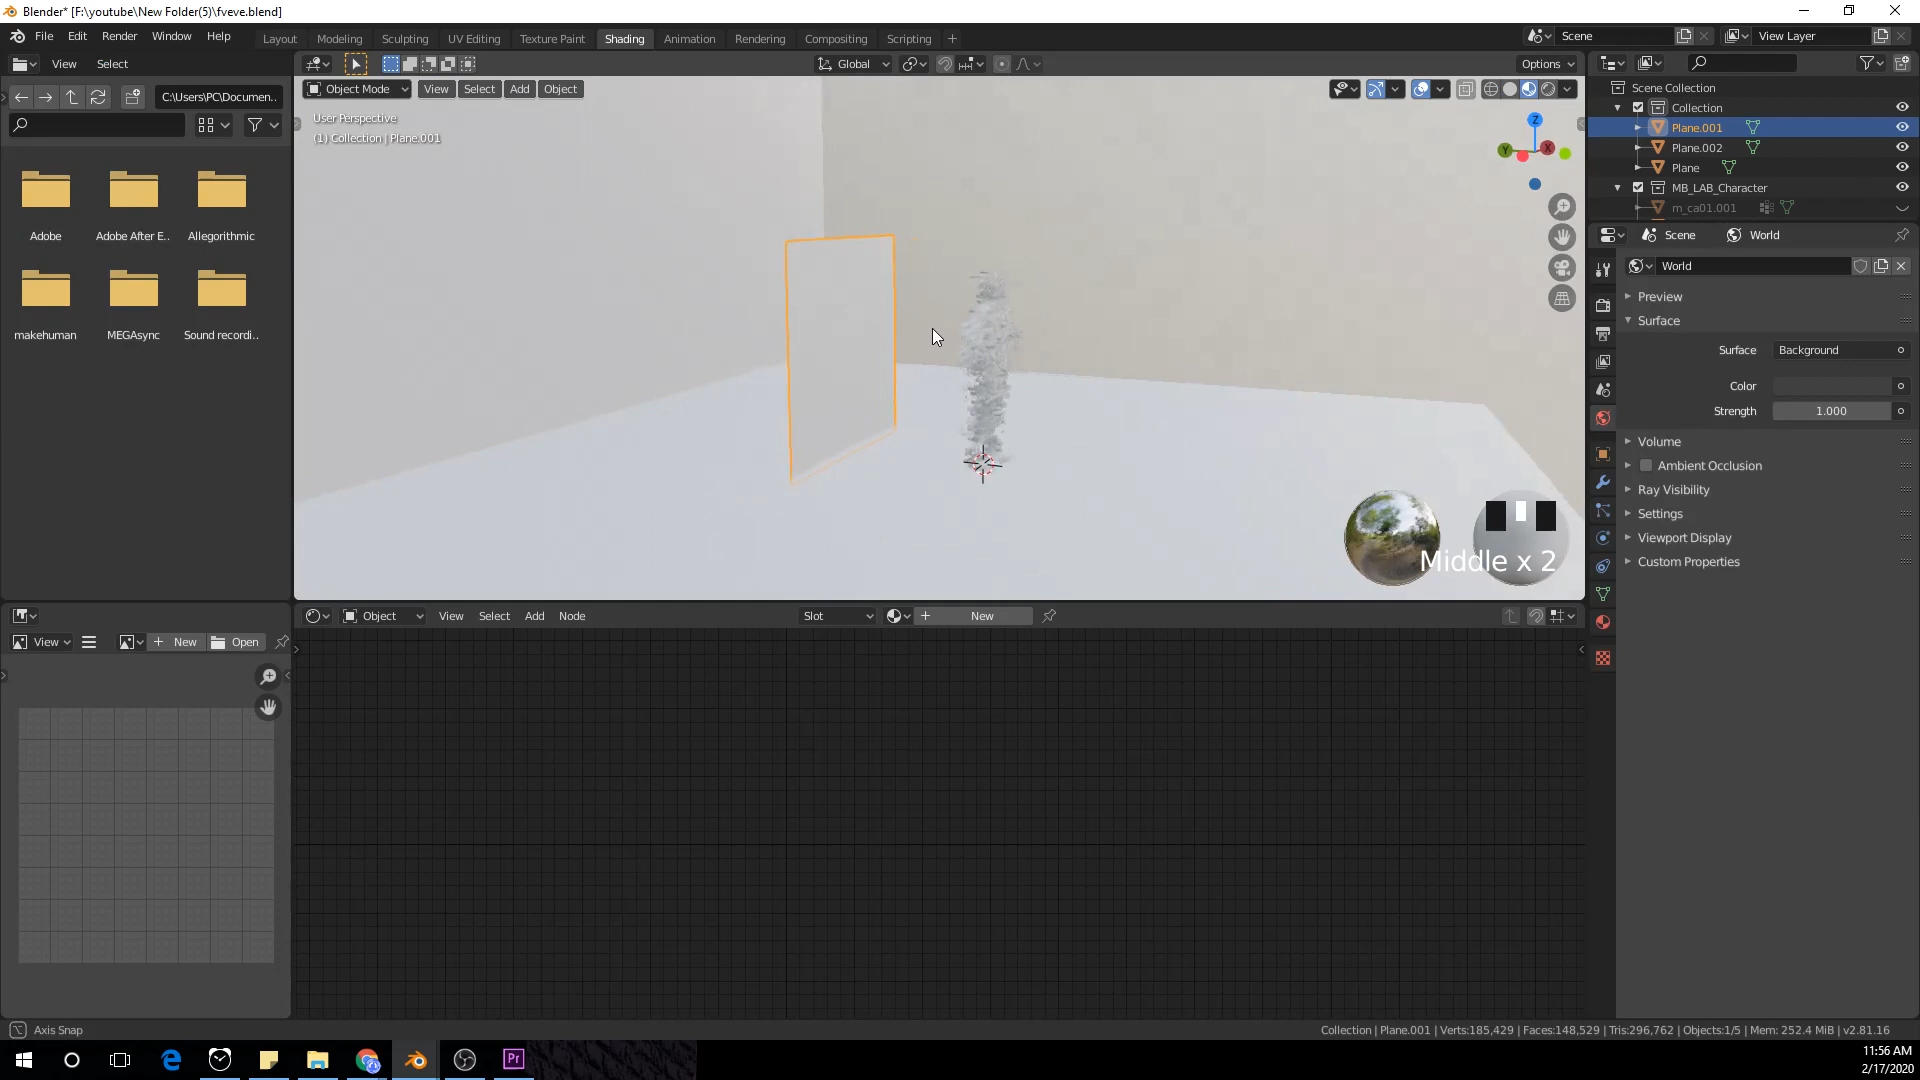 Blender* [F:\youtube\New Folder(5)\fveve.blend]
File Edit Render Window Help
Layout Modeling Sculpting UV Editing Texture Paint Shading Animation Rendering Compositing Scripting
Scene
View Layer
View Select
Global
Options
C:\Users\PC\Documen..
Object Mode View Select Add Object
User Perspective
(1) Collection | Plane.001
Adobe
Adobe After E..
Allegorithmic
makehuman
MEGAsync
Sound recordi..
Z
Y
X
Middle x 2
Scene Collection
Collection
Plane.001
Plane.002
Plane
MB_LAB_Character
m_ca01.001
Scene World
World
Preview
Surface
Surface Background
Color
Strength 1.000
Volume
Ambient Occlusion
Ray Visibility
Settings
Viewport Display
Custom Properties
Object View Select Add Node Slot New
View New Open
Axis Snap
Collection | Plane.001 | Verts:185,429 | Faces:148,529 | Tris:296,762 | Objects:1/5 | Mem: 252.4 MiB | v2.81.16
Pr
11:56 AM
2/17/2020